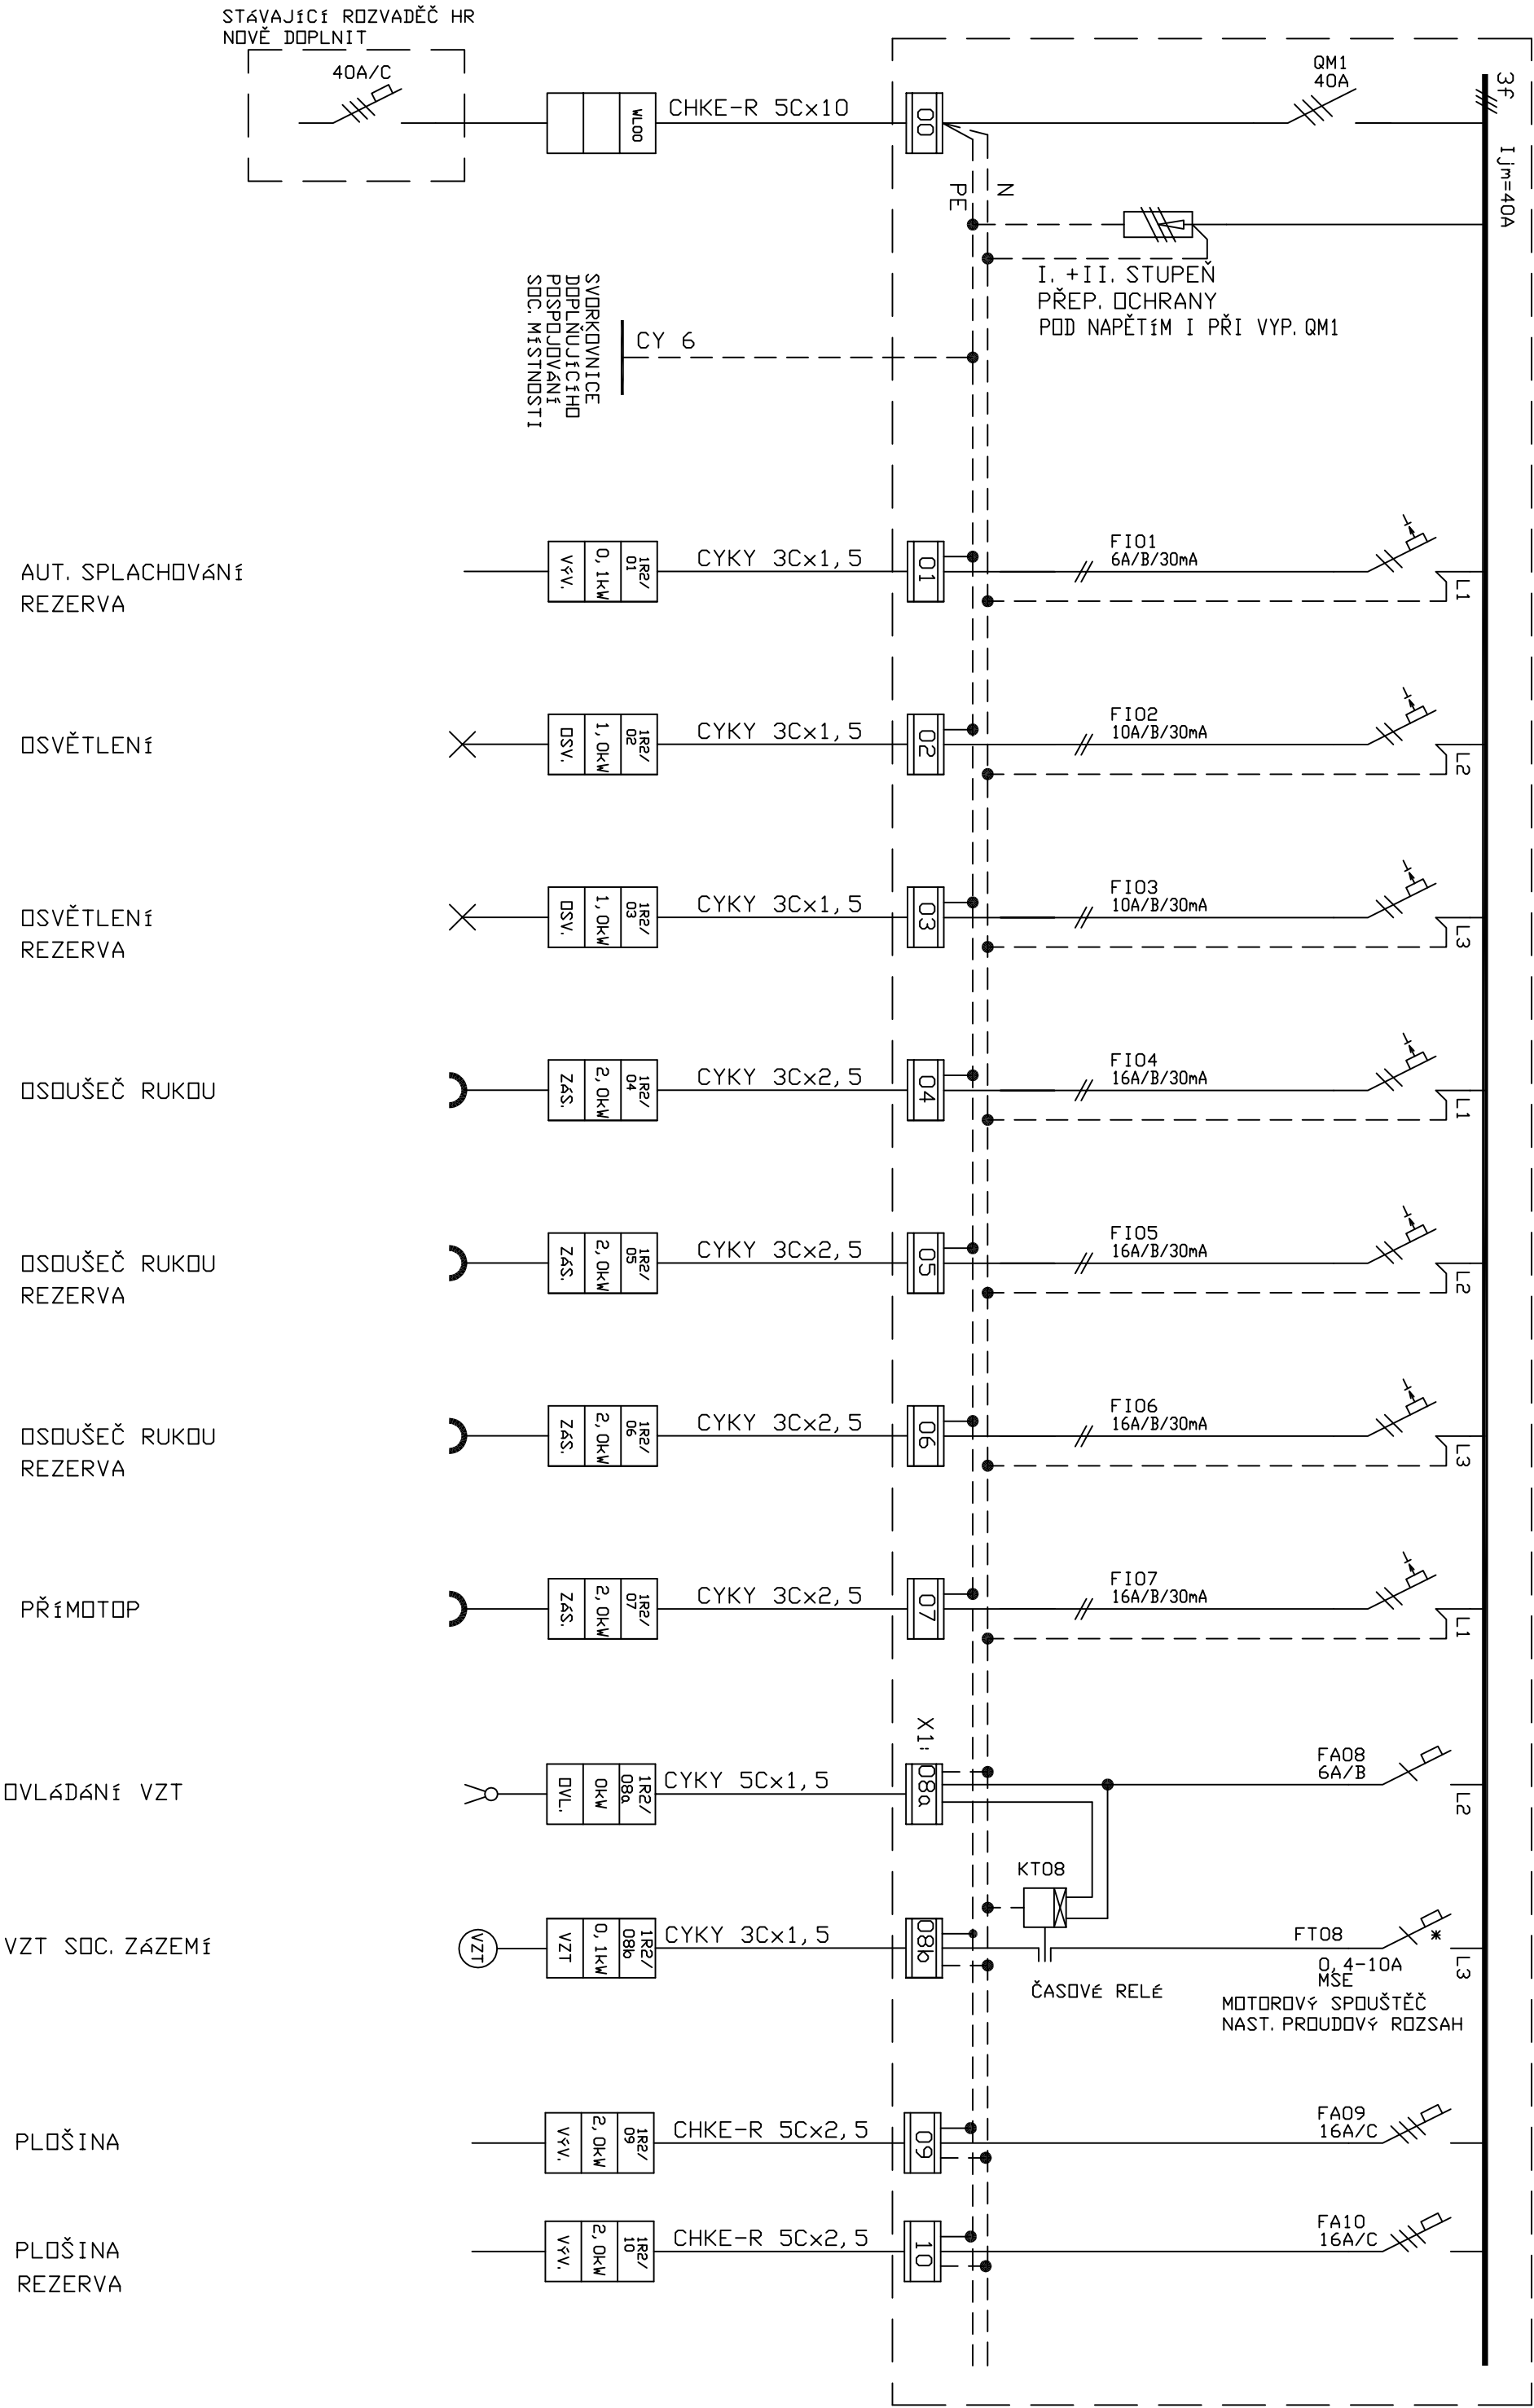 STÁVAJÍCÍ ROZVADĚČ HR
NOVĚ DOPLNIT
40A/C
WL00
CHKE-R 5Cx10
00
QM1
40A
3f
Ijm=40A
PE
N
I. +II. STUPEŇ
PŘEP. OCHRANY
POD NAPĚTÍM I PŘI VYP. QM1
SVORKOVNICE
DOPLŇUJÍCÍHO
POSPOJOVÁNÍ
SOC. MÍSTNOSTI
CY 6
AUT. SPLACHOVÁNÍ
REZERVA
VÝV.
0,1kW
1R2/
01
CYKY 3Cx1,5
01
FI01
6A/B/30mA
L1
OSVĚTLENÍ
OSV.
1,0kW
1R2/
02
CYKY 3Cx1,5
02
FI02
10A/B/30mA
L2
OSVĚTLENÍ
REZERVA
OSV.
1,0kW
1R2/
03
CYKY 3Cx1,5
03
FI03
10A/B/30mA
L3
OSOUŠEČ RUKOU
ZÁS.
2,0kW
1R2/
04
CYKY 3Cx2,5
04
FI04
16A/B/30mA
L1
OSOUŠEČ RUKOU
REZERVA
ZÁS.
2,0kW
1R2/
05
CYKY 3Cx2,5
05
FI05
16A/B/30mA
L2
OSOUŠEČ RUKOU
REZERVA
ZÁS.
2,0kW
1R2/
06
CYKY 3Cx2,5
06
FI06
16A/B/30mA
L3
PŘÍMOTOP
ZÁS.
2,0kW
1R2/
07
CYKY 3Cx2,5
07
FI07
16A/B/30mA
L1
X1:
OVLÁDÁNÍ VZT
OVL.
0kW
1R2/
08a
CYKY 5Cx1,5
08a
FA08
6A/B
L2
KT08
VZT SOC. ZÁZEMÍ
VZT
VZT
0,1kW
1R2/
08b
CYKY 3Cx1,5
08b
ČASOVÉ RELÉ
FT08
*
0,4-10A
MSE
MOTOROVÝ SPOUŠTĚČ
NAST. PROUDOVÝ ROZSAH
L3
PLOŠINA
VÝV.
2,0kW
1R2/
09
CHKE-R 5Cx2,5
09
FA09
16A/C
PLOŠINA
REZERVA
VÝV.
2,0kW
1R2/
10
CHKE-R 5Cx2,5
10
FA10
16A/C